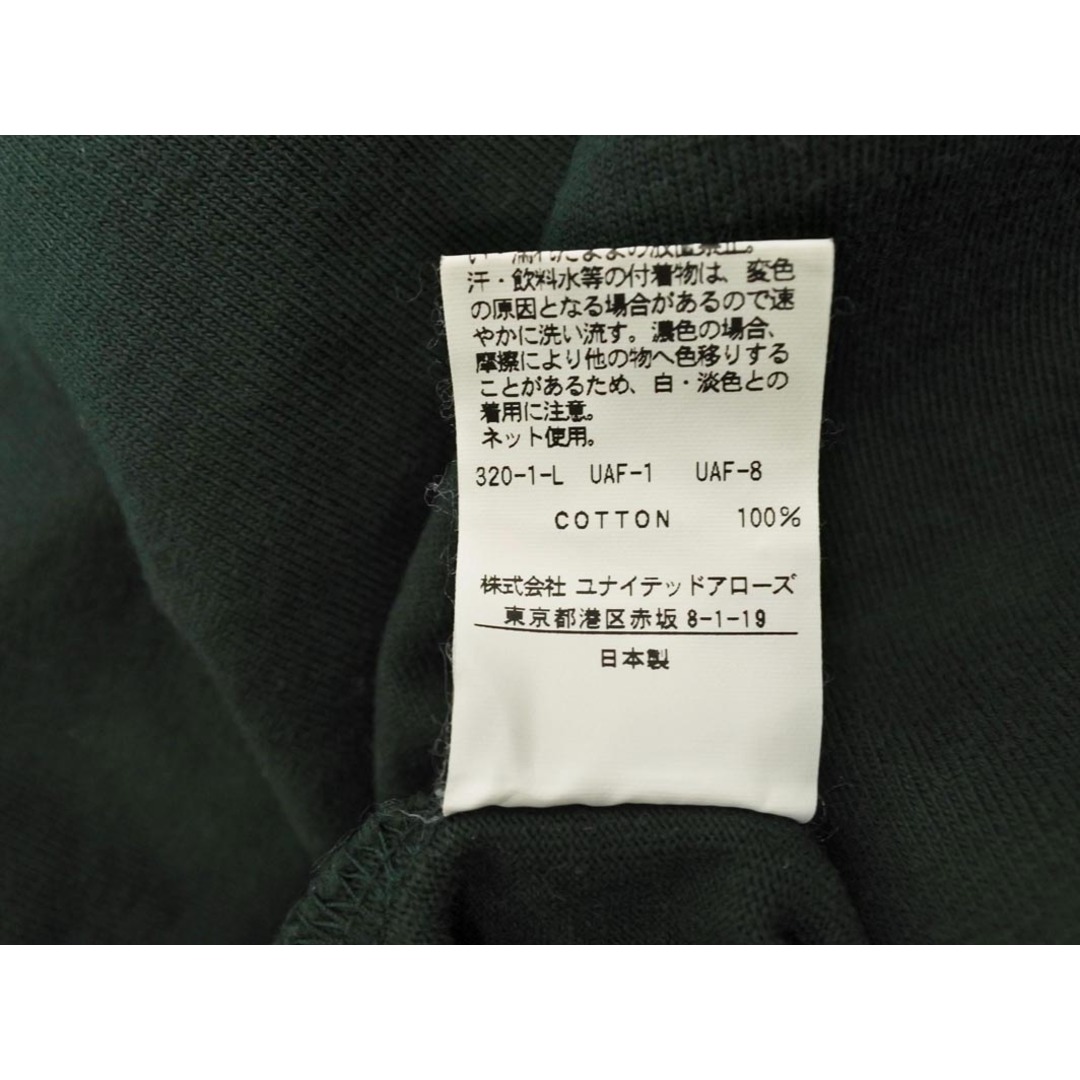 汗・飲料水等の付着物は、変色
の原因となる場合があるので速
やかに洗い流す。濃色の場合、
摩擦により他の物へ色移りする
ことがあるため、白・淡色との
着用に注意。
ネット使用。
320-1-L UAF-1 UAF-8
COTTON 100%
株式会社 ユナイテッドアローズ
東京都港区赤坂 8-1-19
日本製